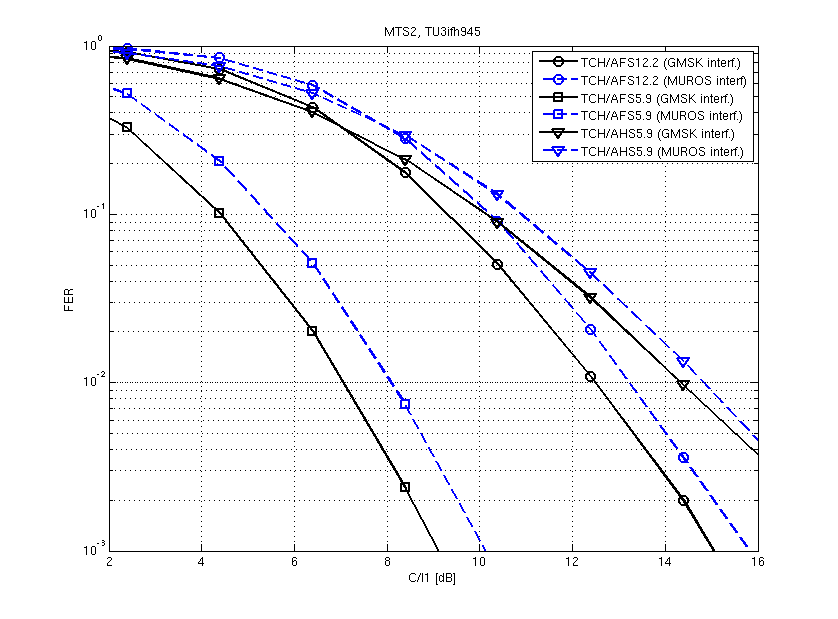 MTS2, TU3ifh945
TCH/AFS12.2 (GMSK interf.)
TCH/AFS12.2 (MUROS interf)
TCH/AFS5.9 (GMSK interf.)
TCH/AFS5.9 (MUROS interf.)
TCH/AHS5.9 (GMSK interf.)
TCH/AHS5.9 (MUROS interf.)
FER
10^0
10^-1
10^-2
10^-3
2 4 6 8 10 12 14 16
C/I1 [dB]